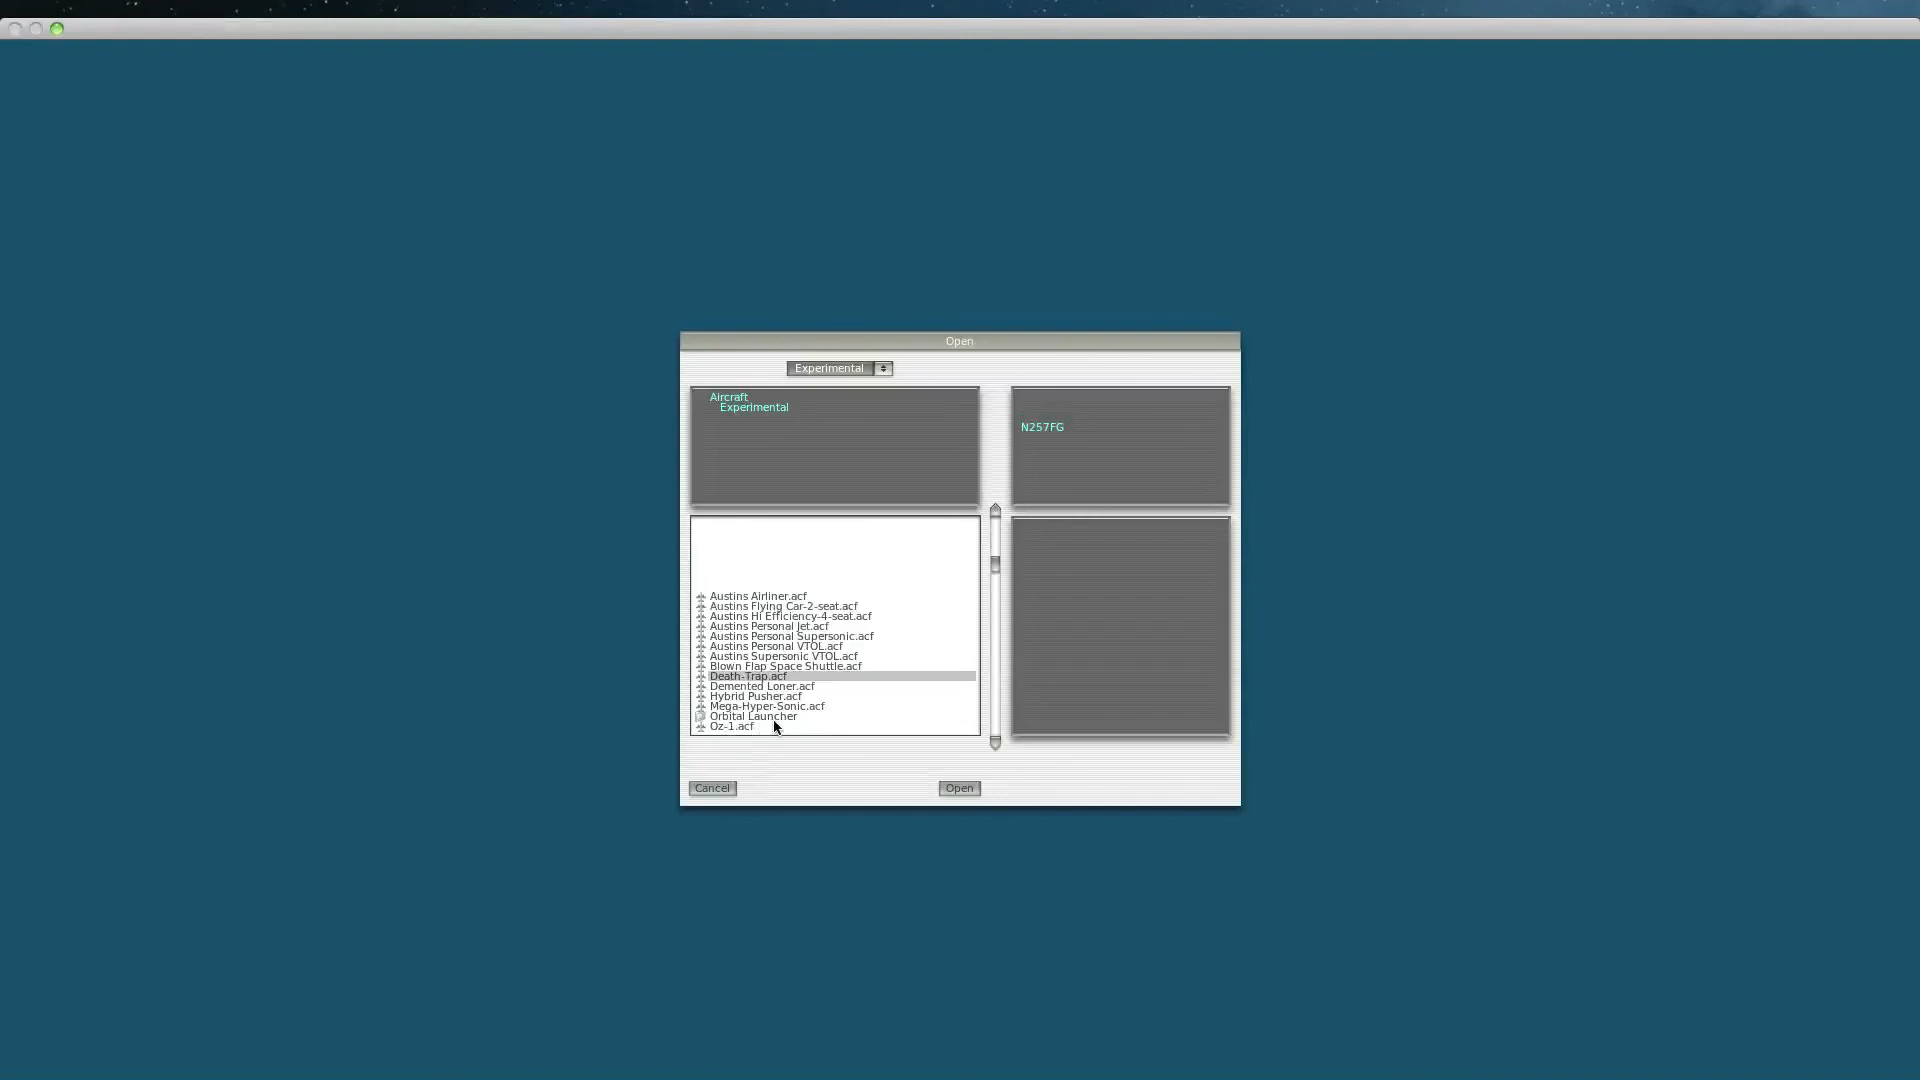 Open
Experimental
Aircraft
Experimental
N257FG
Austins Airliner.acf
Austins Flying Car-2-seat.acf
Austins Hi Efficiency-4-seat.acf
Austins Personal Jet.acf
Austins Personal Supersonic.acf
Austins Personal VTOL.acf
Austins Supersonic VTOL.acf
Blown Flap Space Shuttle.acf
Death-Trap.acf
Demented Loner.acf
Hybrid Pusher.acf
Mega-Hyper-Sonic.acf
Orbital Launcher
Oz-1.acf
Cancel
Open